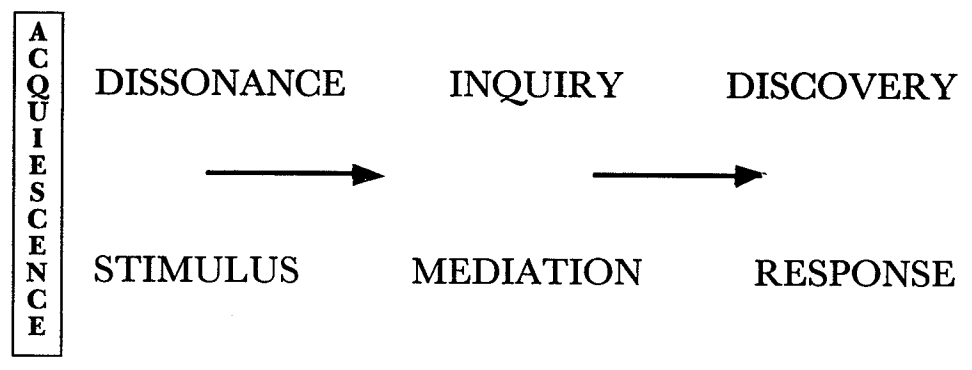 ACQUIESCENCE
DISSONANCE INQUIRY DISCOVERY
STIMULUS MEDIATION RESPONSE